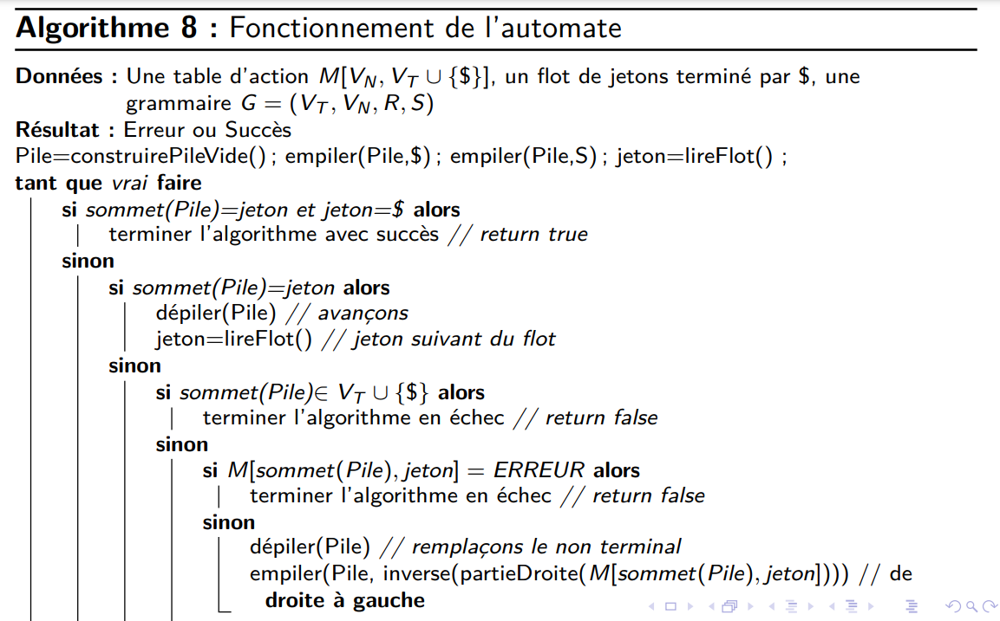 Algorithme 8 : Fonctionnement de l'automate
Données : Une table d'action M[V_N, V_T ∪ {$}], un flot de jetons terminé par $, une
grammaire G = (V_T, V_N, R, S)
Résultat : Erreur ou Succès
Pile=construirePileVide() ; empiler(Pile,$) ; empiler(Pile,S) ; jeton=lireFlot() ;
tant que vrai faire
si sommet(Pile)=jeton et jeton=$ alors
terminer l'algorithme avec succès // return true
sinon
si sommet(Pile)=jeton alors
dépiler(Pile) // avançons
jeton=lireFlot() // jeton suivant du flot
sinon
si sommet(Pile)∈ V_T ∪ {$} alors
terminer l'algorithme en échec // return false
sinon
si M[sommet(Pile), jeton] = ERREUR alors
terminer l'algorithme en échec // return false
sinon
dépiler(Pile) // remplaçons le non terminal
empiler(Pile, inverse(partieDroite(M[sommet(Pile), jeton]))) // de
droite à gauche